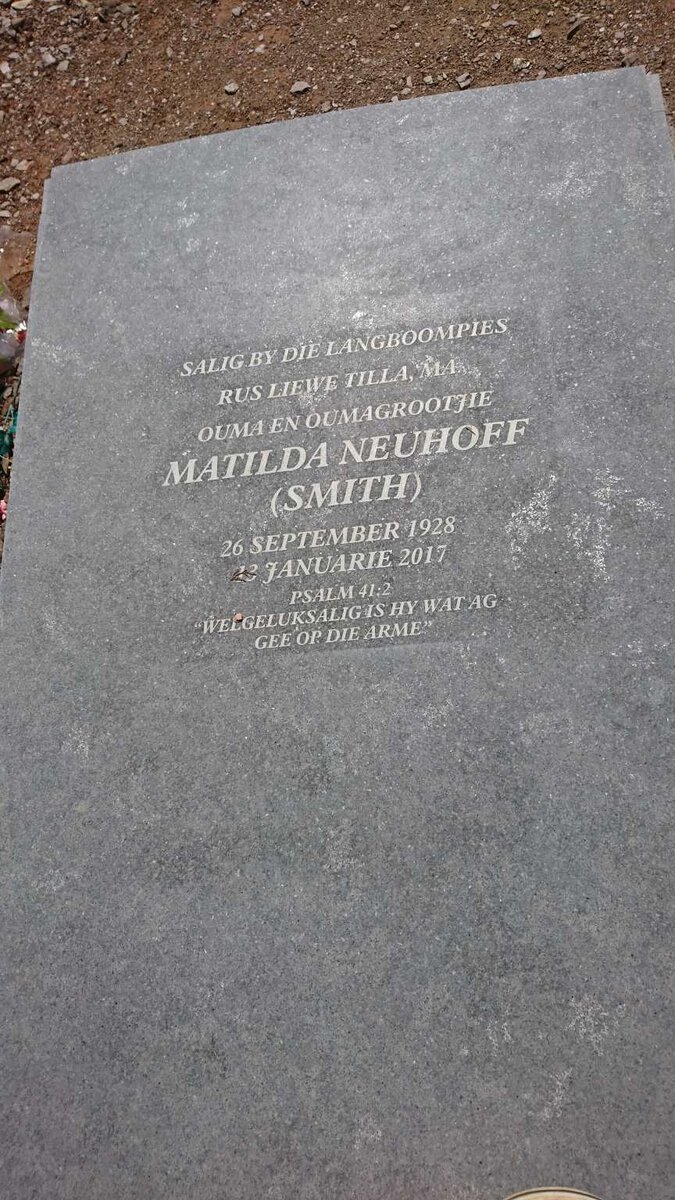 SALIG BY DIE LANGBOOMPIES
RUS LIEWE TILLA, MA
OUMA EN OUMAGROOTJIE
MATILDA NEUHOFF
(SMITH)
26 SEPTEMBER 1928
JANUARIE 2017
PSALM 41:2
"WELGELUKSALIG IS HY WAT AG
GEE OP DIE ARME"